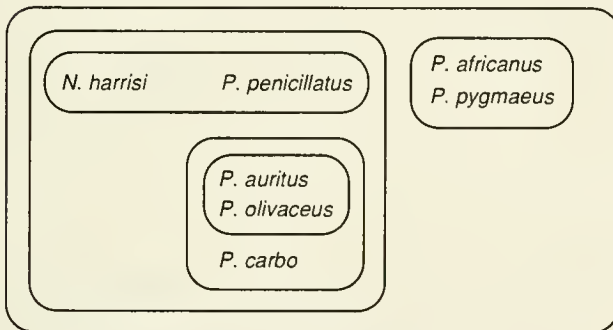 N. harrisi P. penicillatus
P. africanus
P. pygmaeus
P. auritus
P. olivaceus
P. carbo